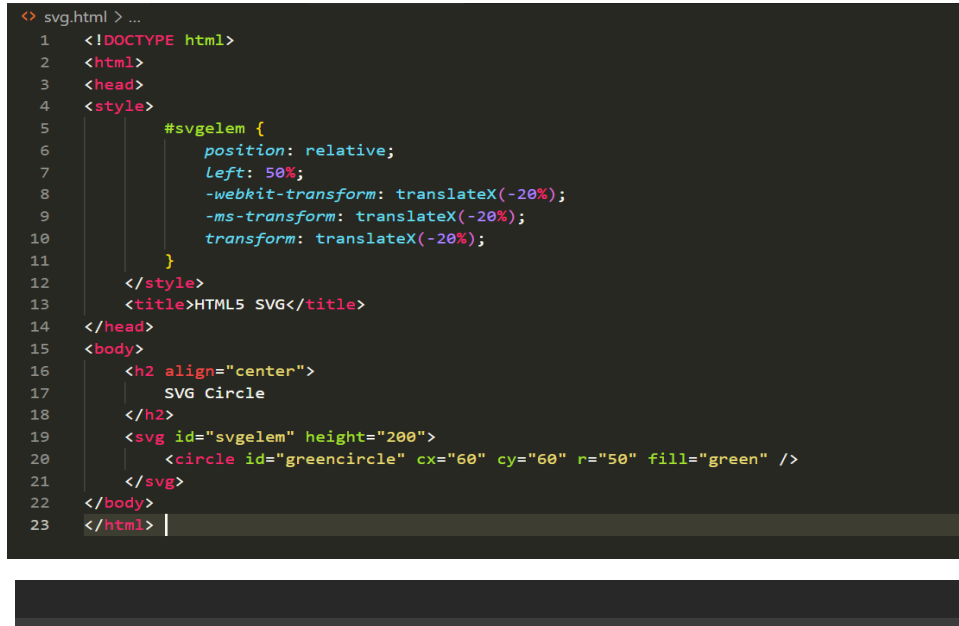 <> svg.html > ...
1 <!DOCTYPE html>
2 <html>
3 <head>
4 <style>
5 #svgelem {
6 position: relative;
7 left: 50%;
8 -webkit-transform: translateX(-20%);
9 -ms-transform: translateX(-20%);
10 transform: translateX(-20%);
11 }
12 </style>
13 <title>HTML5 SVG</title>
14 </head>
15 <body>
16 <h2 align="center">
17 SVG Circle
18 </h2>
19 <svg id="svgelem" height="200">
20 <circle id="greencircle" cx="60" cy="60" r="50" fill="green" />
21 </svg>
22 </body>
23 </html>